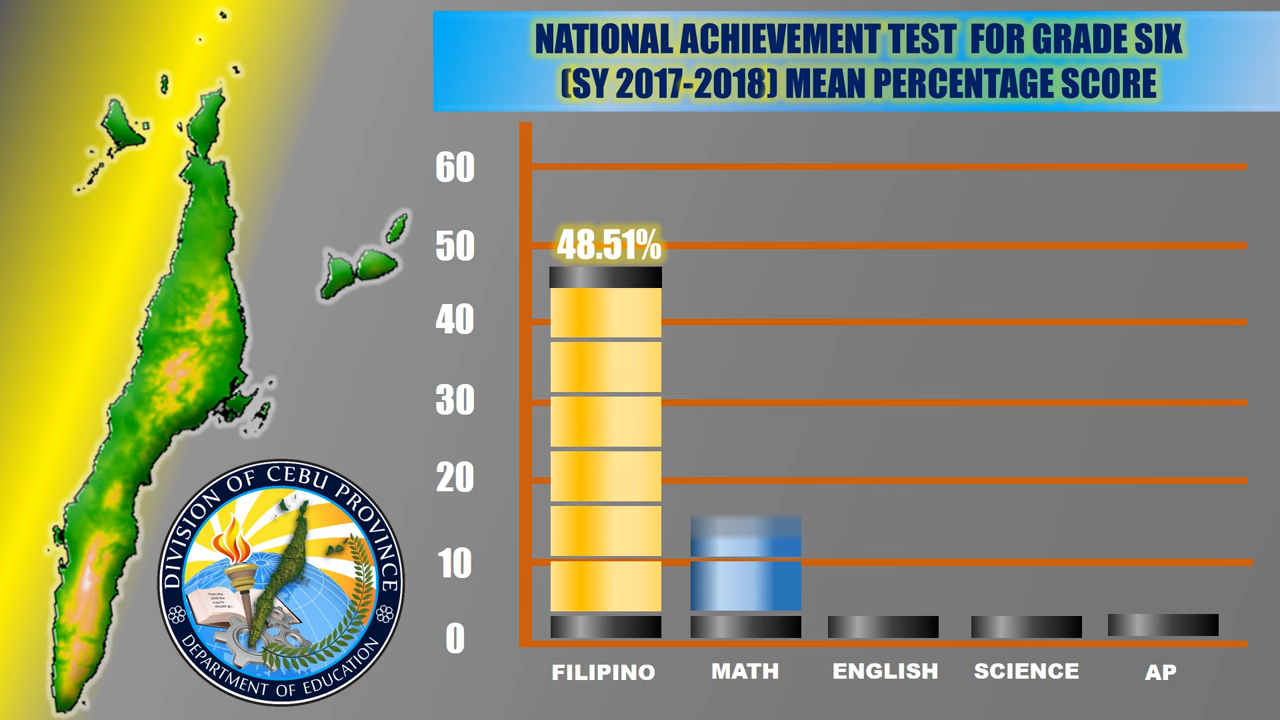 NATIONAL ACHIEVEMENT TEST FOR GRADE SIX
(SY 2017-2018) MEAN PERCENTAGE SCORE
60
50
48.51%
40
30
20
10
0
FILIPINO
MATH
ENGLISH
SCIENCE
AP
DIVISION OF CEBU PROVINCE
DEPARTMENT OF EDUCATION